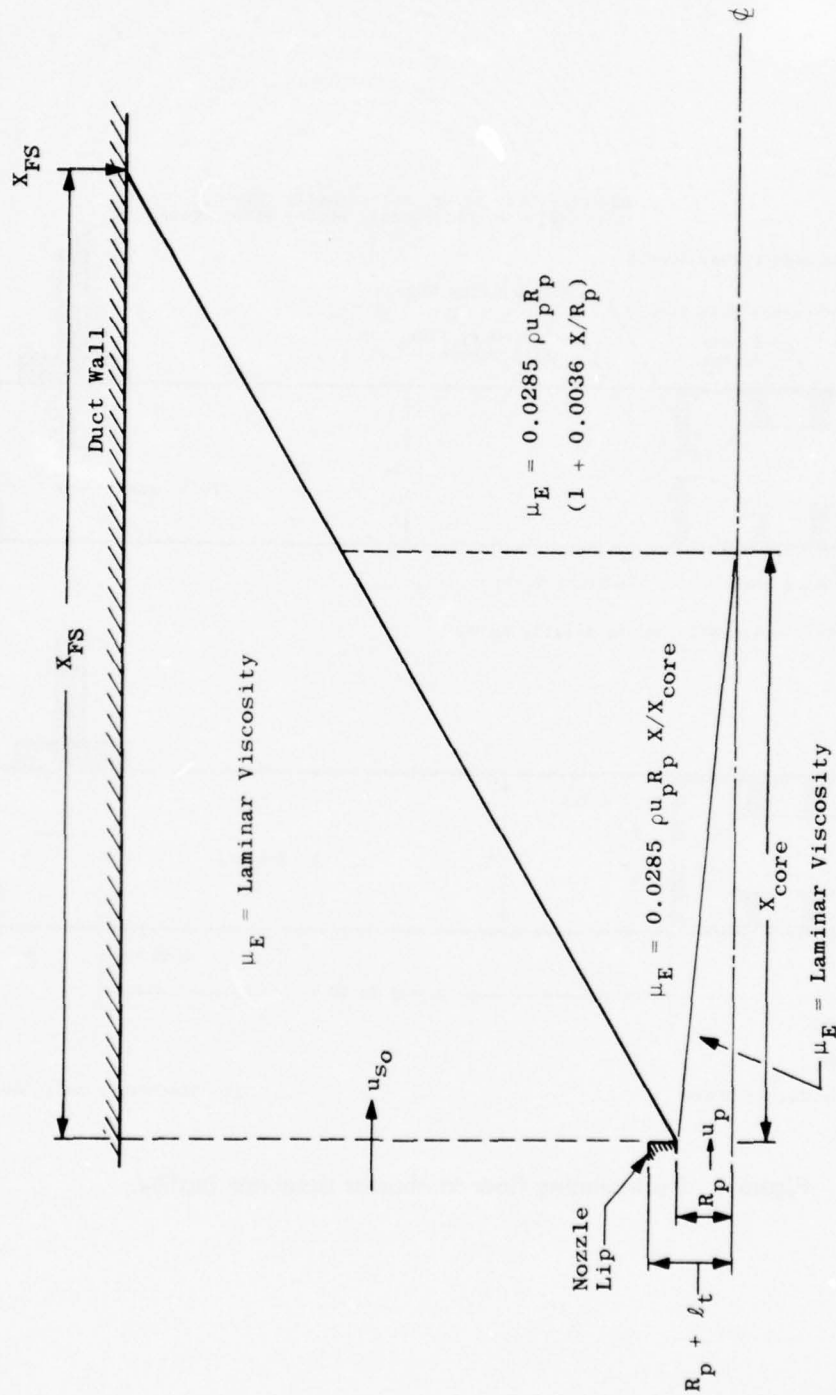 X_FS
X_FS
Duct Wall
μ_E = Laminar Viscosity
u_so
μ_E = 0.0285 ρu_pR_p
(1 + 0.0036 X/R_p)
μ_E = 0.0285 ρu_pR_p X/X_core
Nozzle
Lip
R_p
u_p
R_p + ℓ_t
X_core
μ_E = Laminar Viscosity
℄